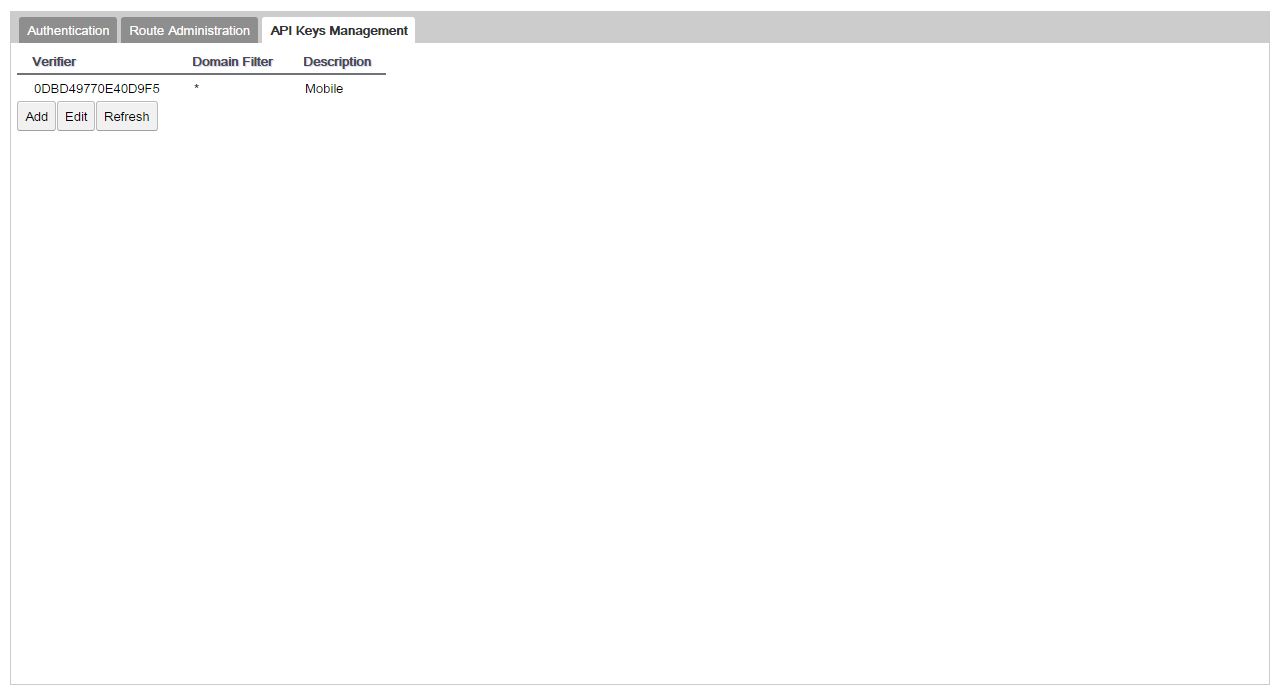 Authentication Route Administration API Keys Management
Verifier Domain Filter Description
0DBD49770E40D9F5 * Mobile
Add Edit Refresh